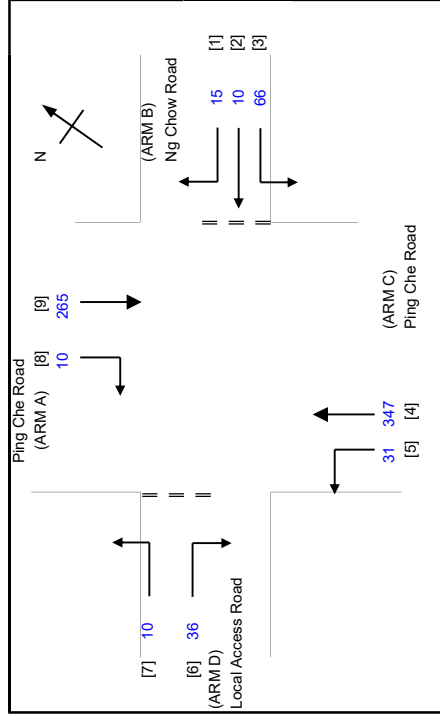 N
[1] [2] [3]
15 10 66
(ARM B)
Ng Chow Road
Ping Che Road
(ARM A)
[8] [9]
10 265
[7] 10
[6] 36
(ARM D)
Local Access Road
31 347
[5] [4]
(ARM C)
Ping Che Road